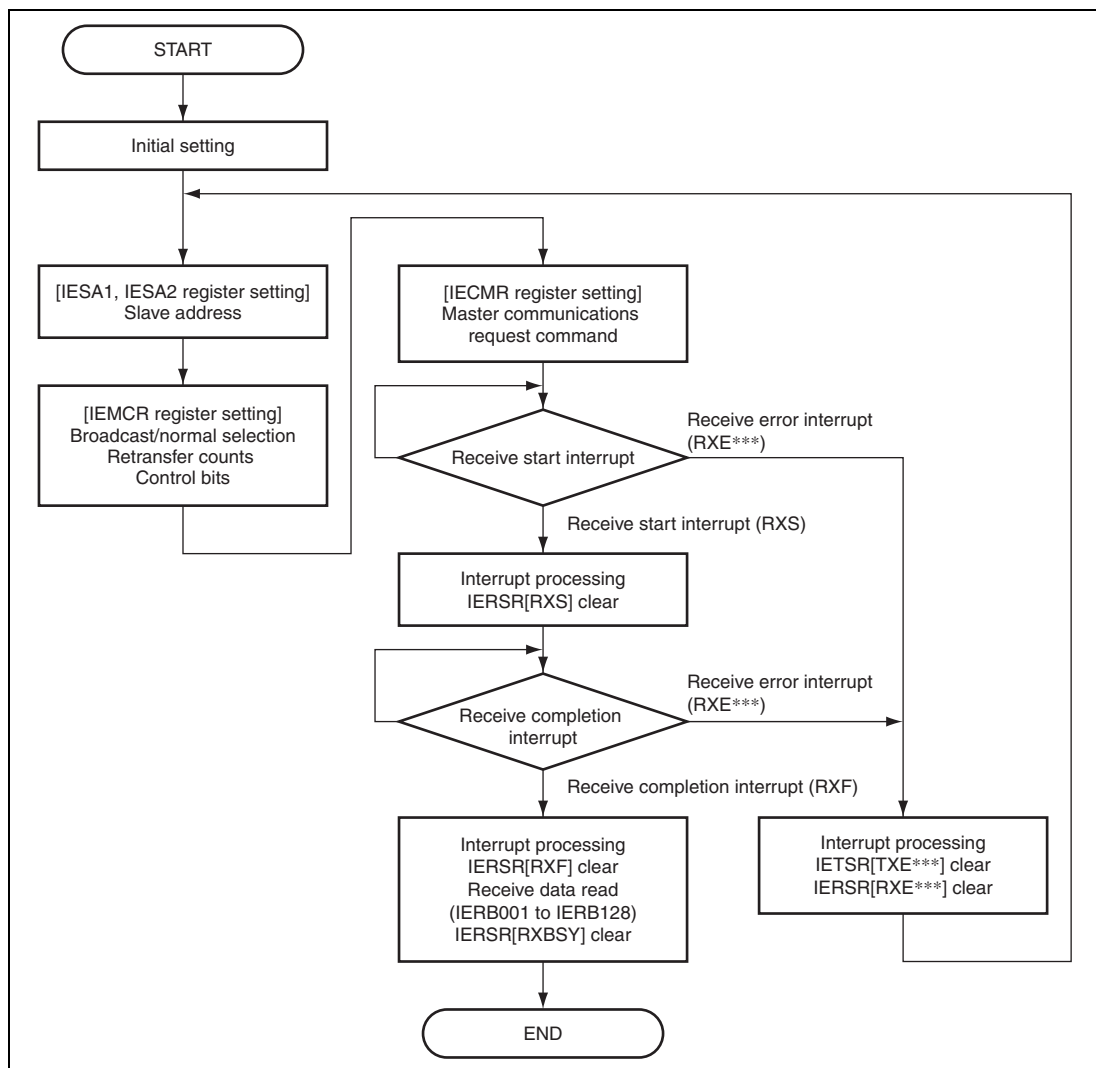 START
Initial setting
[IESA1, IESA2 register setting]
Slave address
[IEMCR register setting]
Broadcast/normal selection
Retransfer counts
Control bits
[IECMR register setting]
Master communications
request command
Receive start interrupt
Receive error interrupt
(RXE***)
Receive start interrupt (RXS)
Interrupt processing
IERSR[RXS] clear
Receive completion
interrupt
Receive error interrupt
(RXE***)
Receive completion interrupt (RXF)
Interrupt processing
IERSR[RXF] clear
Receive data read
(IERB001 to IERB128)
IERSR[RXBSY] clear
Interrupt processing
IETSR[TXE***] clear
IERSR[RXE***] clear
END